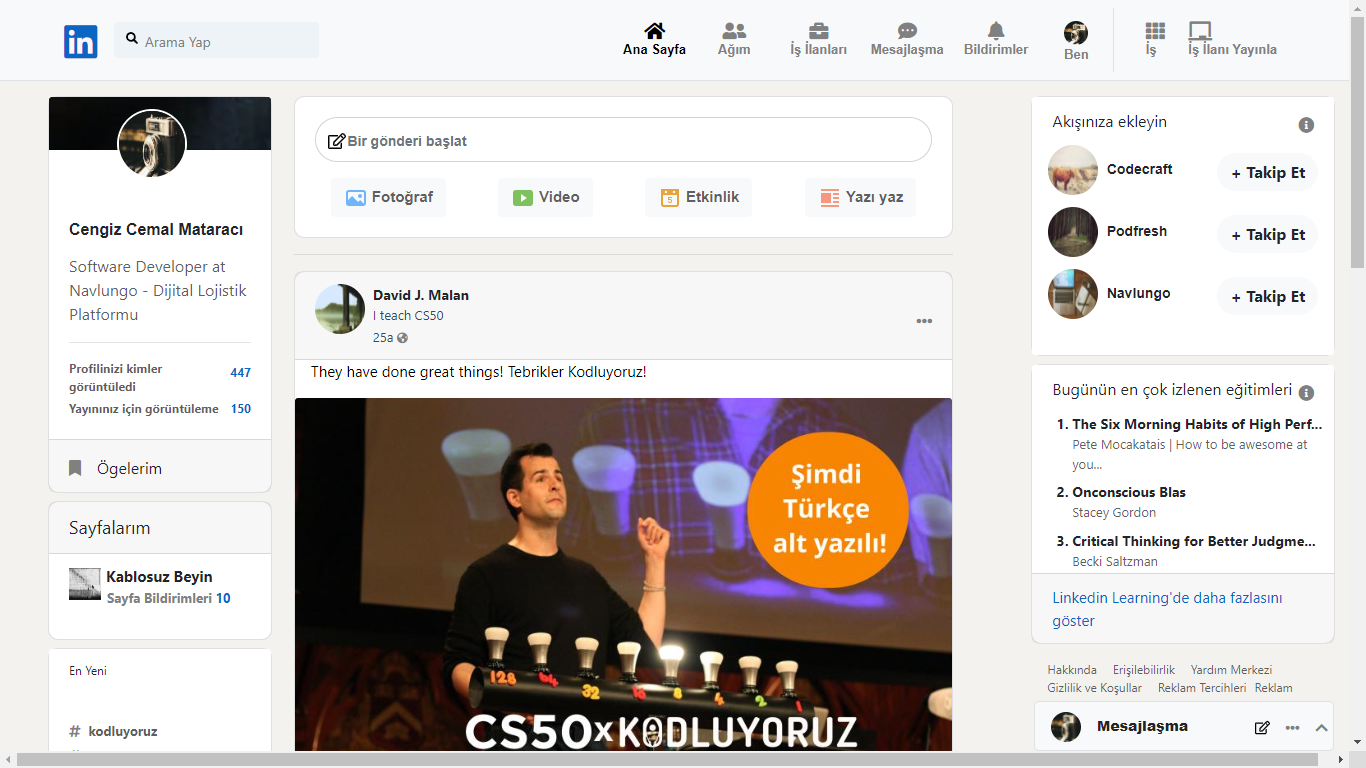 in
Arama Yap
Ana Sayfa
Ağım
İş İlanları
Mesajlaşma
Bildirimler
Ben
İş
İş İlanı Yayınla
Cengiz Cemal Mataracı
Software Developer at
Navlungo - Dijital Lojistik
Platformu
Profilinizi kimler
görüntüledi
447
Yayınınız için görüntüleme 150
Ögelerim
Sayfalarım
Kablosuz Beyin
Sayfa Bildirimleri 10
En Yeni
# kodluyoruz
Bir gönderi başlat
Fotoğraf
Video
5
Etkinlik
Yazı yaz
David J. Malan
I teach CS50
25a
They have done great things! Tebrikler Kodluyoruz!
Şimdi
Türkçe
alt yazılı!
128 64 32 16 8 4 2 1
CS50xKODLUYORUZ
Akışınıza ekleyin
Codecraft
+ Takip Et
Podfresh
+ Takip Et
Navlungo
+ Takip Et
Bugünün en çok izlenen eğitimleri
1. The Six Morning Habits of High Perf...
Pete Mocakatais | How to be awesome at
you...
2. Onconscious Blas
Stacey Gordon
3. Critical Thinking for Better Judgme...
Becki Saltzman
Linkedin Learning'de daha fazlasını
göster
Hakkında Erişilebilirlik Yardım Merkezi
Gizlilik ve Koşullar Reklam Tercihleri Reklam
Mesajlaşma